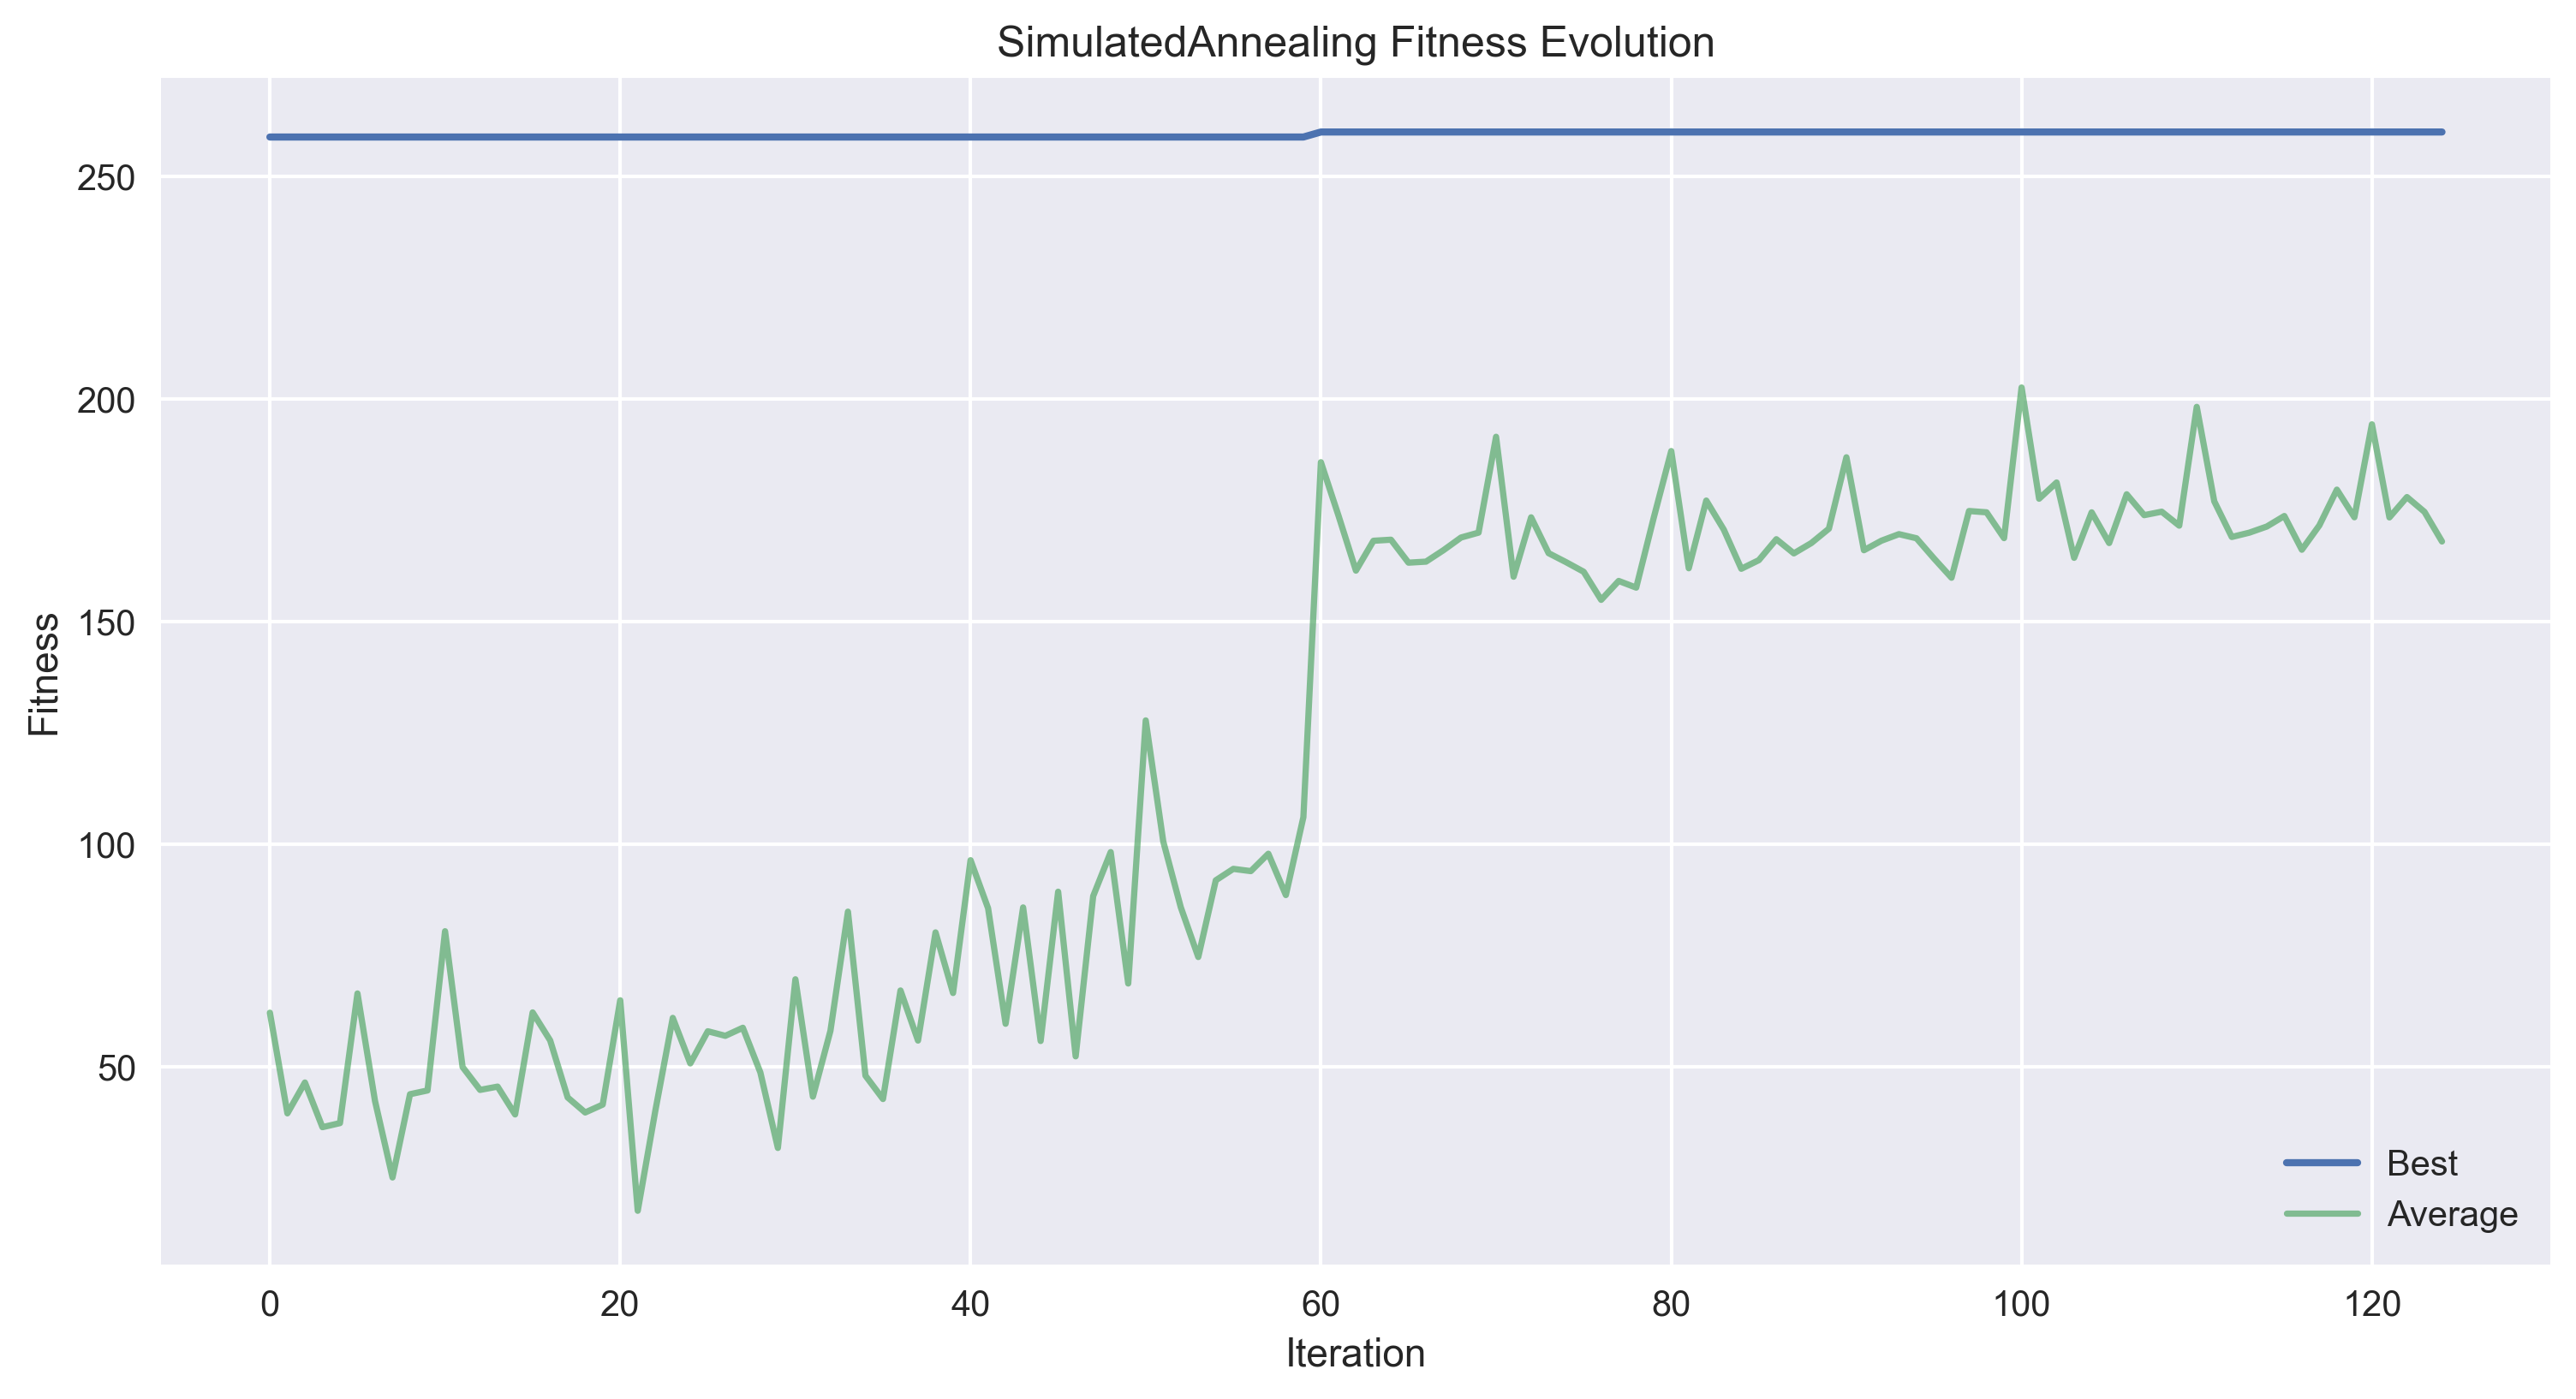 SimulatedAnnealing Fitness Evolution
Fitness
250
200
150
100
50
0 20 40 60 80 100 120
Iteration
Best
Average